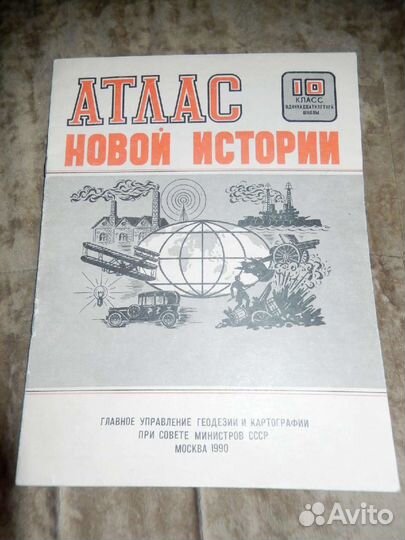 АТЛАС
10
КЛАСС
ОДИННАДЦАТИЛЕТНЕЙ
ШКОЛЫ
НОВОЙ ИСТОРИИ
ГЛАВНОЕ УПРАВЛЕНИЕ ГЕОДЕЗИИ И КАРТОГРАФИИ
ПРИ СОВЕТЕ МИНИСТРОВ СССР
МОСКВА 1990
Avito